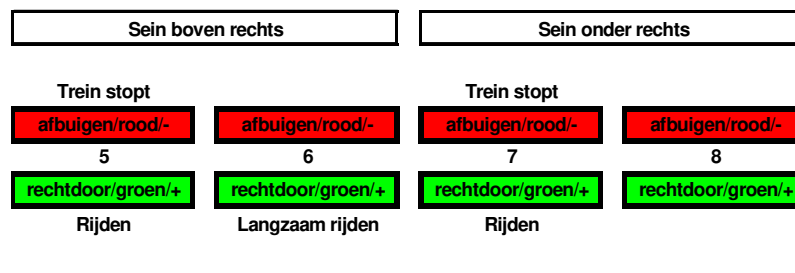 Sein boven rechts Sein onder rechts
Trein stopt Trein stopt
afbuigen/rood/- afbuigen/rood/- afbuigen/rood/- afbuigen/rood/-
5 6 7 8
rechtdoor/groen/+ rechtdoor/groen/+ rechtdoor/groen/+ rechtdoor/groen/+
Rijden Langzaam rijden Rijden